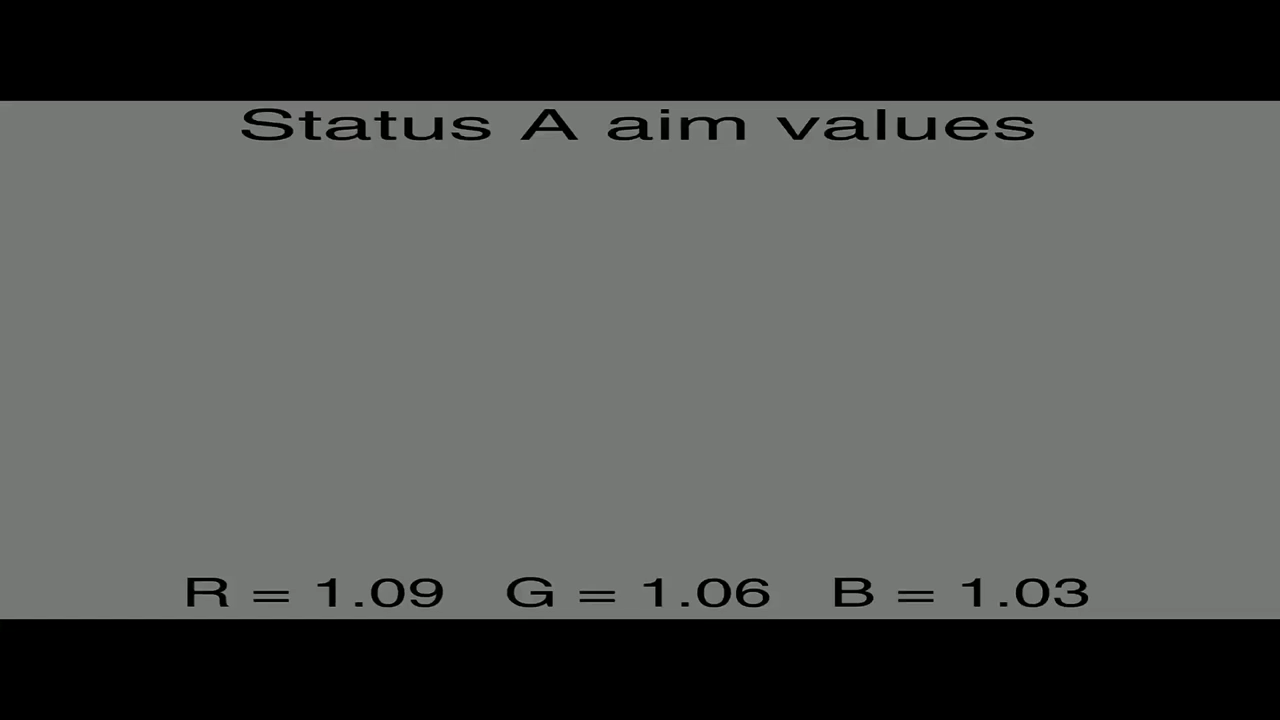 Status A aim values
R = 1.09 G = 1.06 B = 1.03